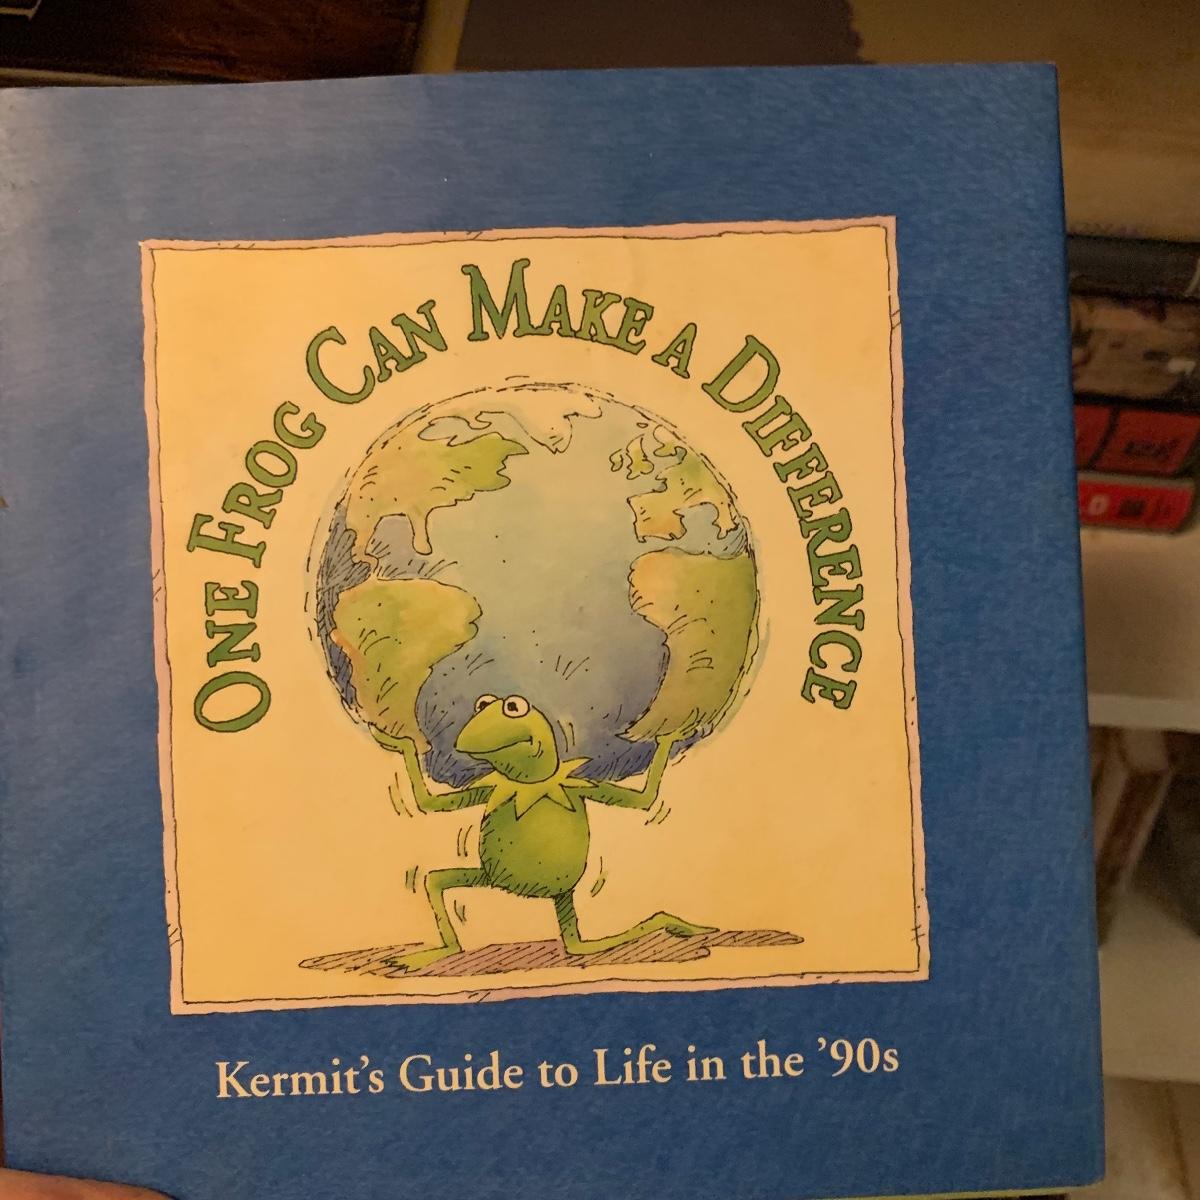 ONE FROG CAN MAKE A DIFFERENCE
Kermit's Guide to Life in the '90s